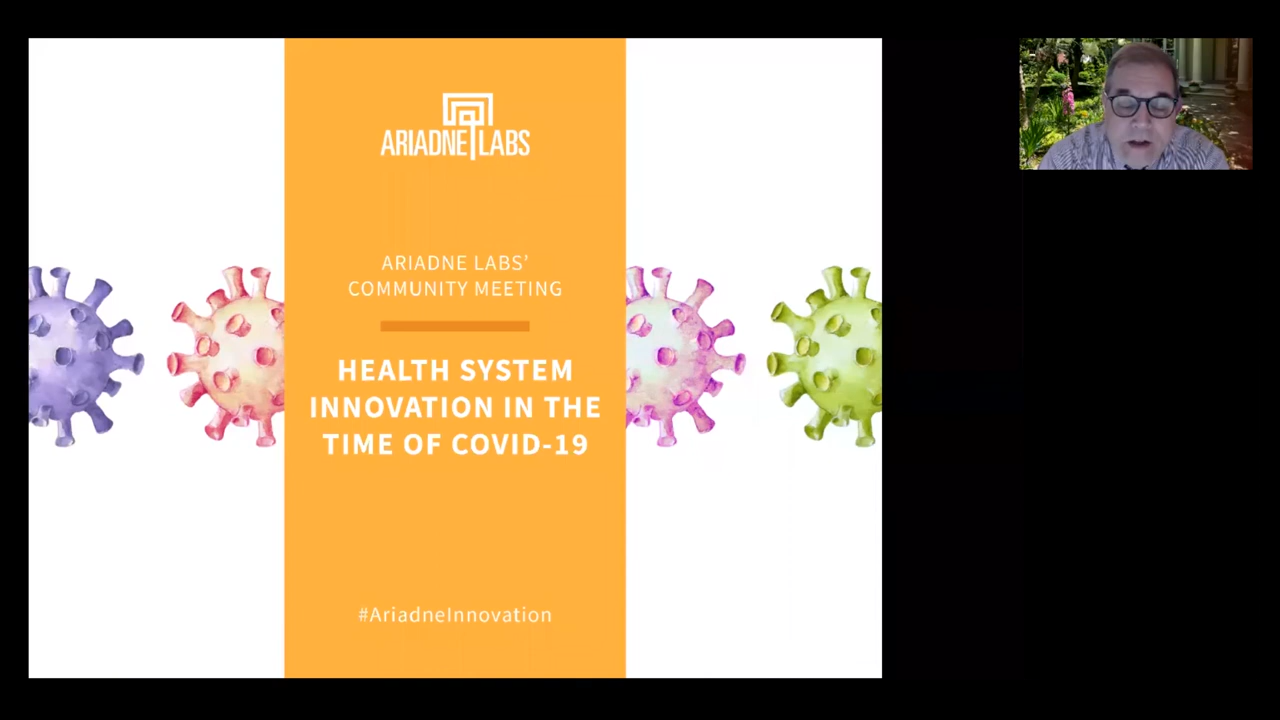 ARIADNE LABS
ARIADNE LABS'
COMMUNITY MEETING
HEALTH SYSTEM
INNOVATION IN THE
TIME OF COVID-19
#AriadneInnovation